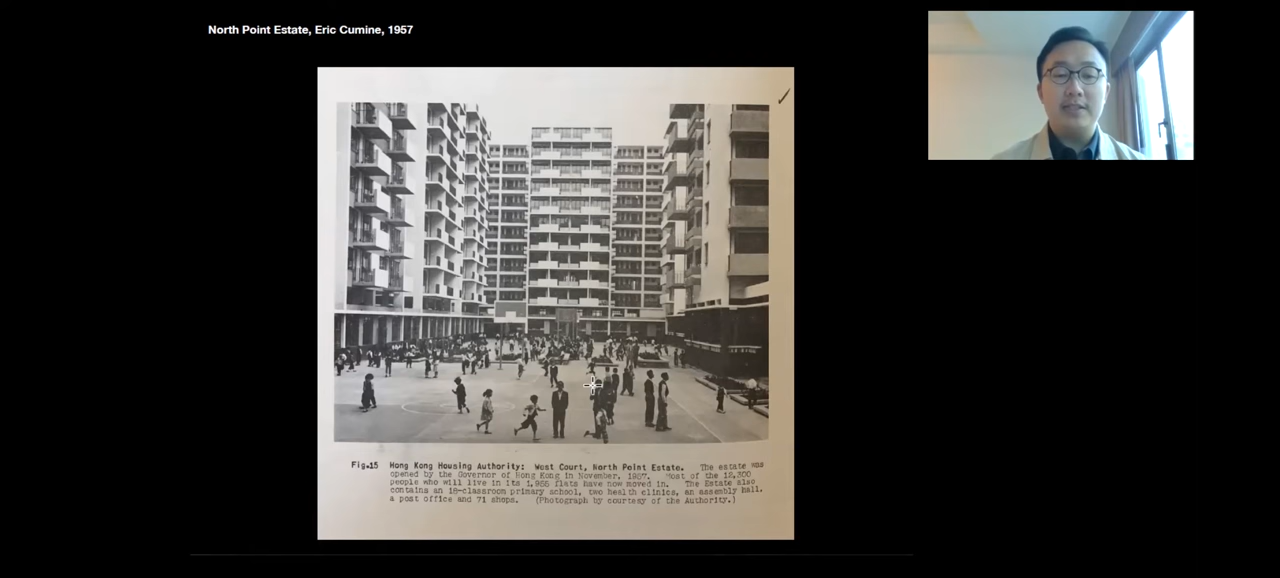 North Point Estate, Eric Cumine, 1957
Fig.15 Hong Kong Housing Authority: West Court, North Point Estate. The estate was
opened by the Governor of Hong Kong in November, 1957. Most of the 12,300
people who will live in its 1,955 flats have now moved in. The Estate also
contains an 18-classroom primary school, two health clinics, an assembly hall,
a post office and 71 shops. (Photograph by courtesy of the Authority.)